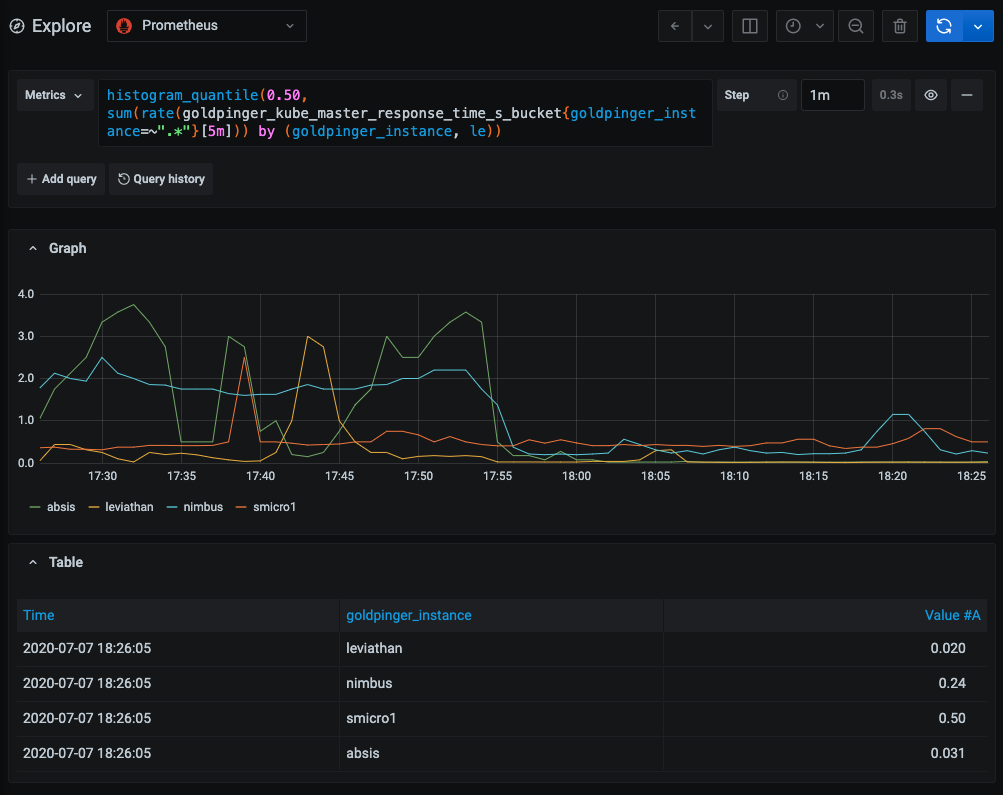 Explore
Prometheus
Metrics
histogram_quantile(0.50,
sum(rate(goldpinger_kube_master_response_time_s_bucket{goldpinger_inst
ance=~".*"}[5m])) by (goldpinger_instance, le))
Step
1m
0.3s
+ Add query
Query history
Graph
4.0
3.0
2.0
1.0
0.0
17:30 17:35 17:40 17:45 17:50 17:55 18:00 18:05 18:10 18:15 18:20 18:25
absis leviathan nimbus smicro1
Table
Time goldpinger_instance Value #A
2020-07-07 18:26:05 leviathan 0.020
2020-07-07 18:26:05 nimbus 0.24
2020-07-07 18:26:05 smicro1 0.50
2020-07-07 18:26:05 absis 0.031